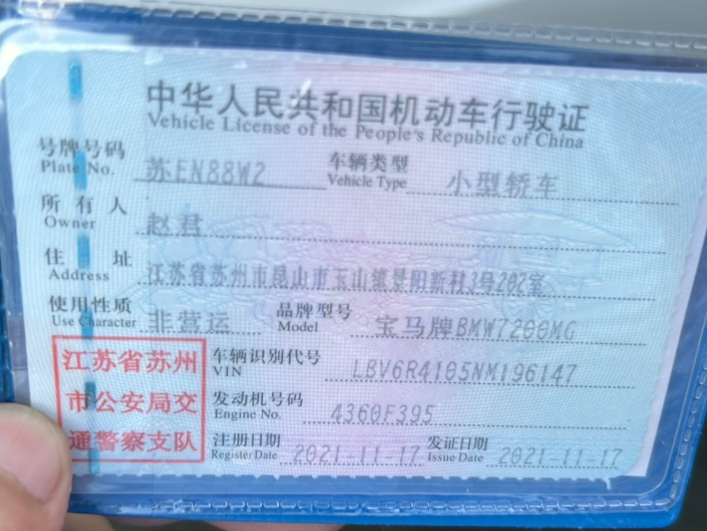 中华人民共和国机动车行驶证
Vehicle License of the People's Republic of China
号牌号码 苏EN88W2 车辆类型 小型轿车
Plate No. Vehicle Type
所有人 赵君
Owner
住址 江苏省苏州市昆山市玉山镇景阳新村3号202室
Address
使用性质 非营运 品牌型号 宝马牌BMW7200MG
Use Character Model
江苏省苏州
市公安局交
通警察支队
车辆识别代号 LBV6R4105NM196147
VIN
发动机号码 4360F395
Engine No.
注册日期 2021-11-17 发证日期 2021-11-17
Register Date Issue Date